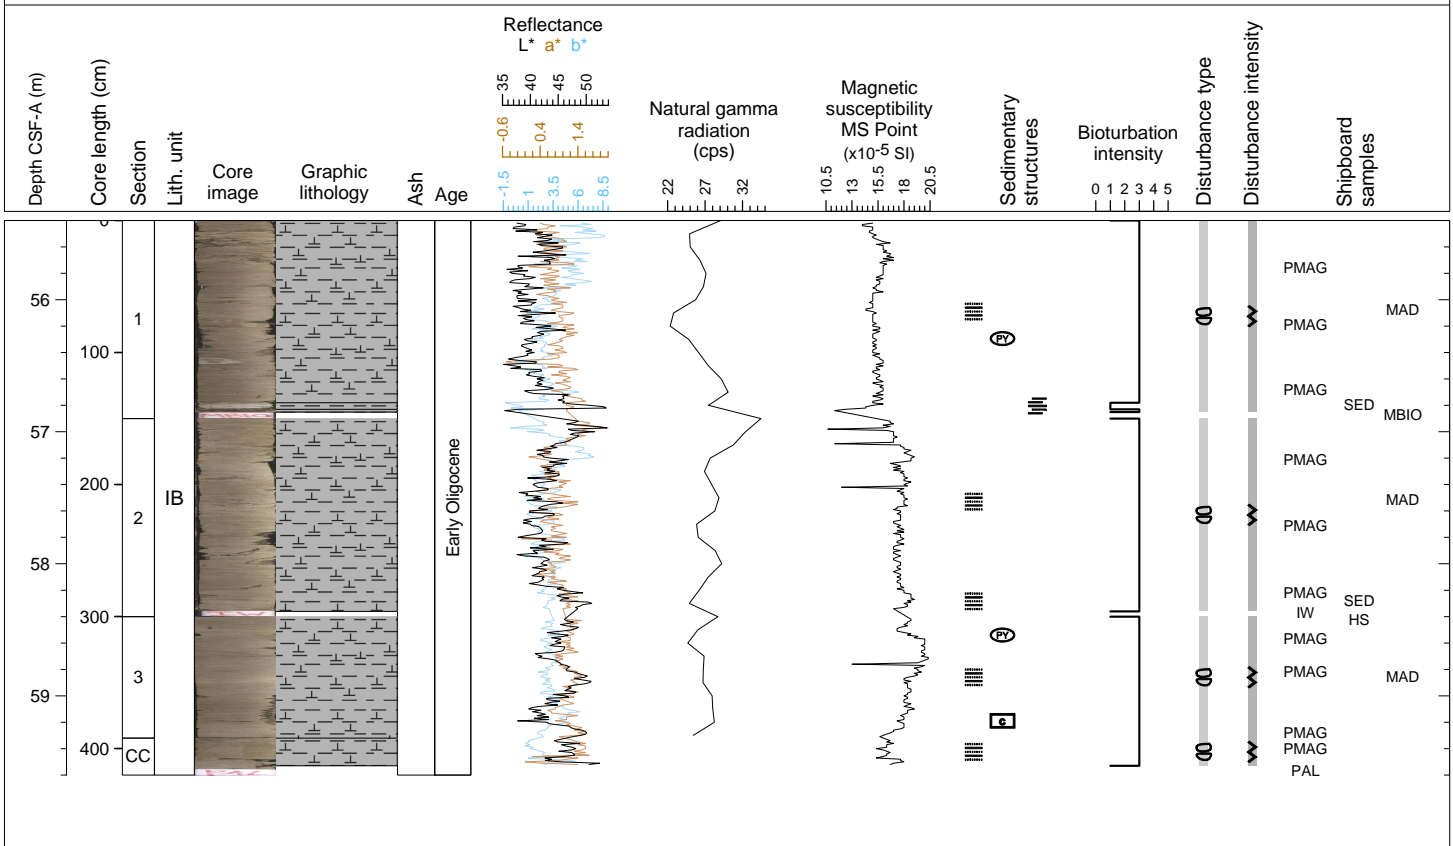 Depth CSF-A (m)
Core length (cm)
Section
Lith. unit
Core
image
Graphic
lithology
Ash
Age
Reflectance
L* a* b*
35 40 45 50
-0.6 0.4 1.4
-1.5 1 3.5 6 8.5
Natural gamma
radiation
(cps)
22 27 32
Magnetic
susceptibility
MS Point
(x10-5 SI)
10.5 13 15.5 18 20.5
Sedimentary
structures
Bioturbation
intensity
0 1 2 3 4 5
Disturbance type
Disturbance intensity
Shipboard
samples
0
PMAG
56
MAD
1
PMAG
PY
100
PMAG
SED
MBIO
57
PMAG
200
IB
Early Oligocene
MAD
2
PMAG
58
PMAG
SED
IW
300
HS
PY
PMAG
3
PMAG
MAD
59
G
PMAG
400
CC
PMAG
PAL